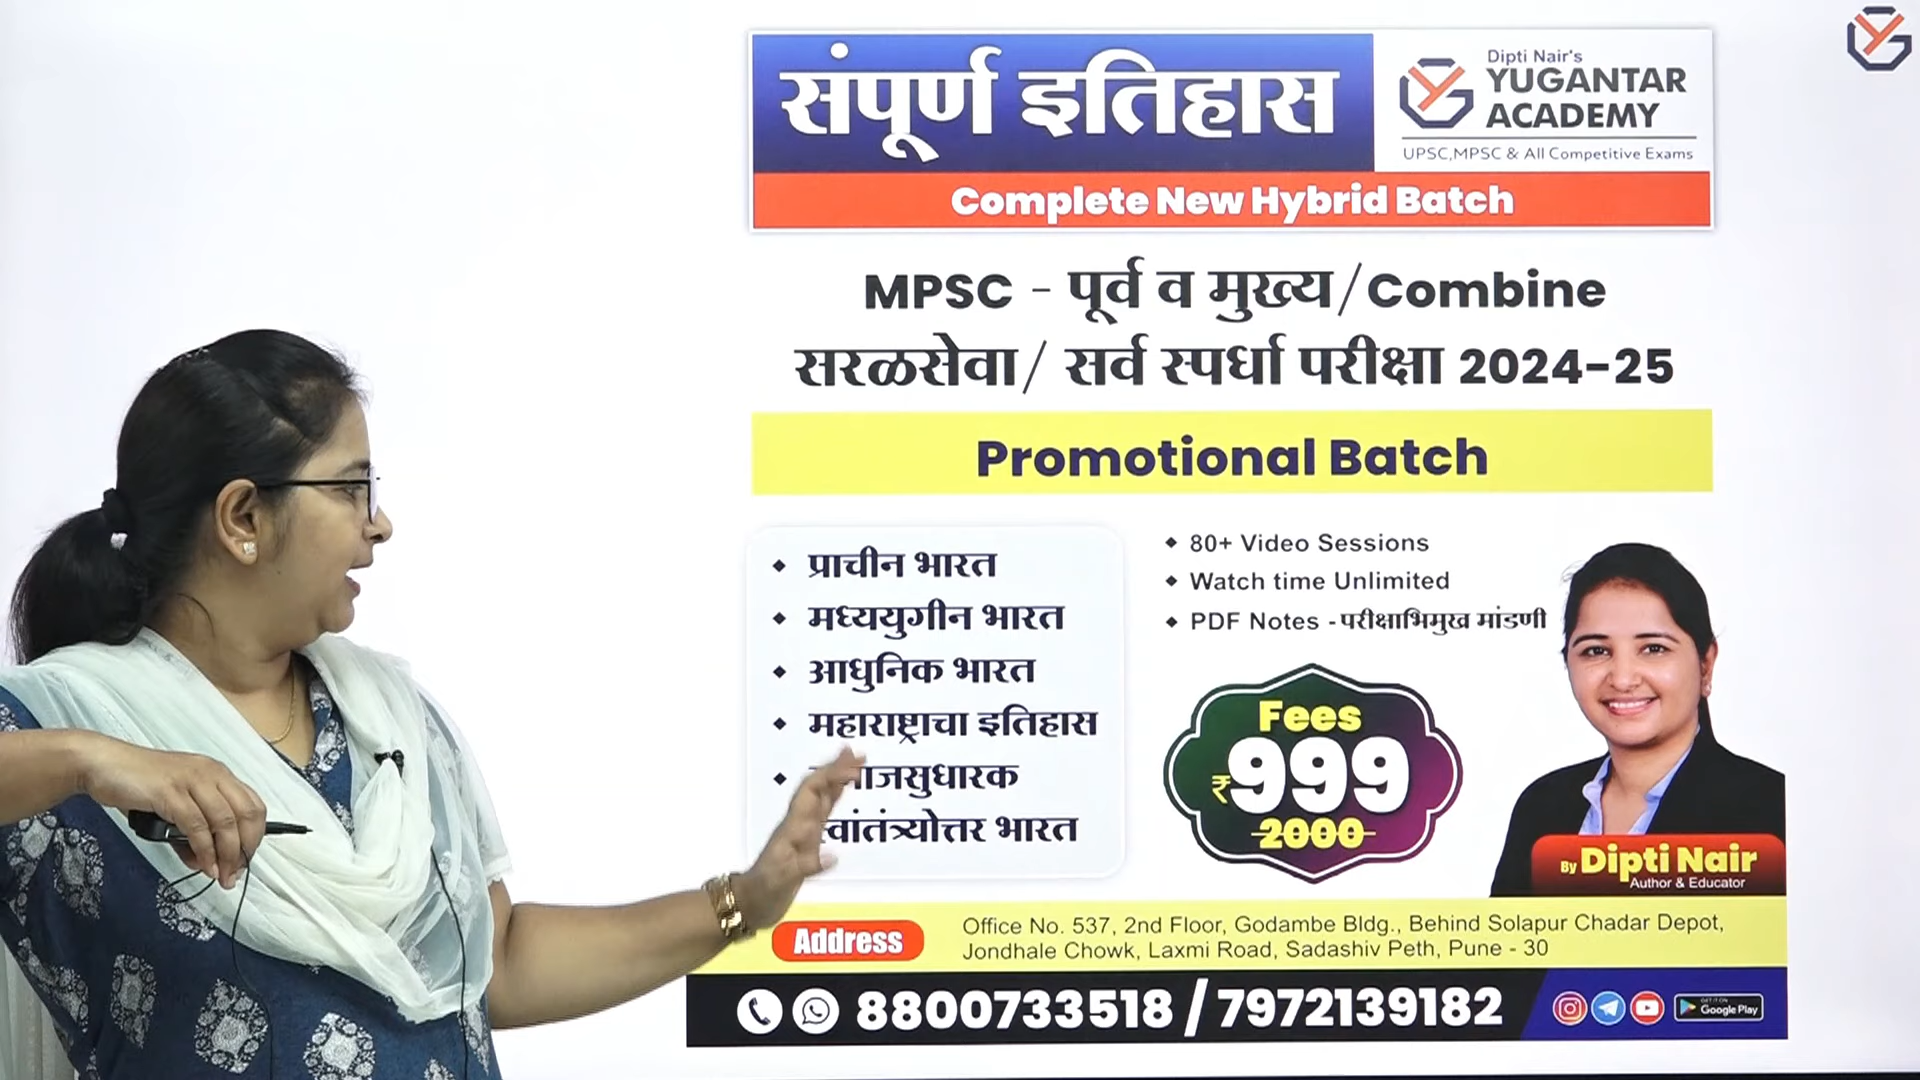 संपूर्ण इतिहास
Dipti Nair's
YUGANTAR
ACADEMY
UPSC,MPSC & All Competitive Exams
Complete New Hybrid Batch
MPSC - पूर्व व मुख्य/Combine
सरळसेवा/ सर्व स्पर्धा परीक्षा 2024-25
Promotional Batch
प्राचीन भारत
मध्ययुगीन भारत
आधुनिक भारत
महाराष्ट्राचा इतिहास
भारत
80+ Video Sessions
Watch time Unlimited
PDF Notes - परीक्षाभिमुख मांडणी
Fees
₹999
2000
By Dipti Nair
Author & Educator
Address
Office No. 537, 2nd Floor, Godambe Bldg., Behind Solapur Chadar Depot,
Jondhale Chowk, Laxmi Road, Sadashiv Peth, Pune - 30
8800733518 / 7972139182
GET IT ON
Google Play